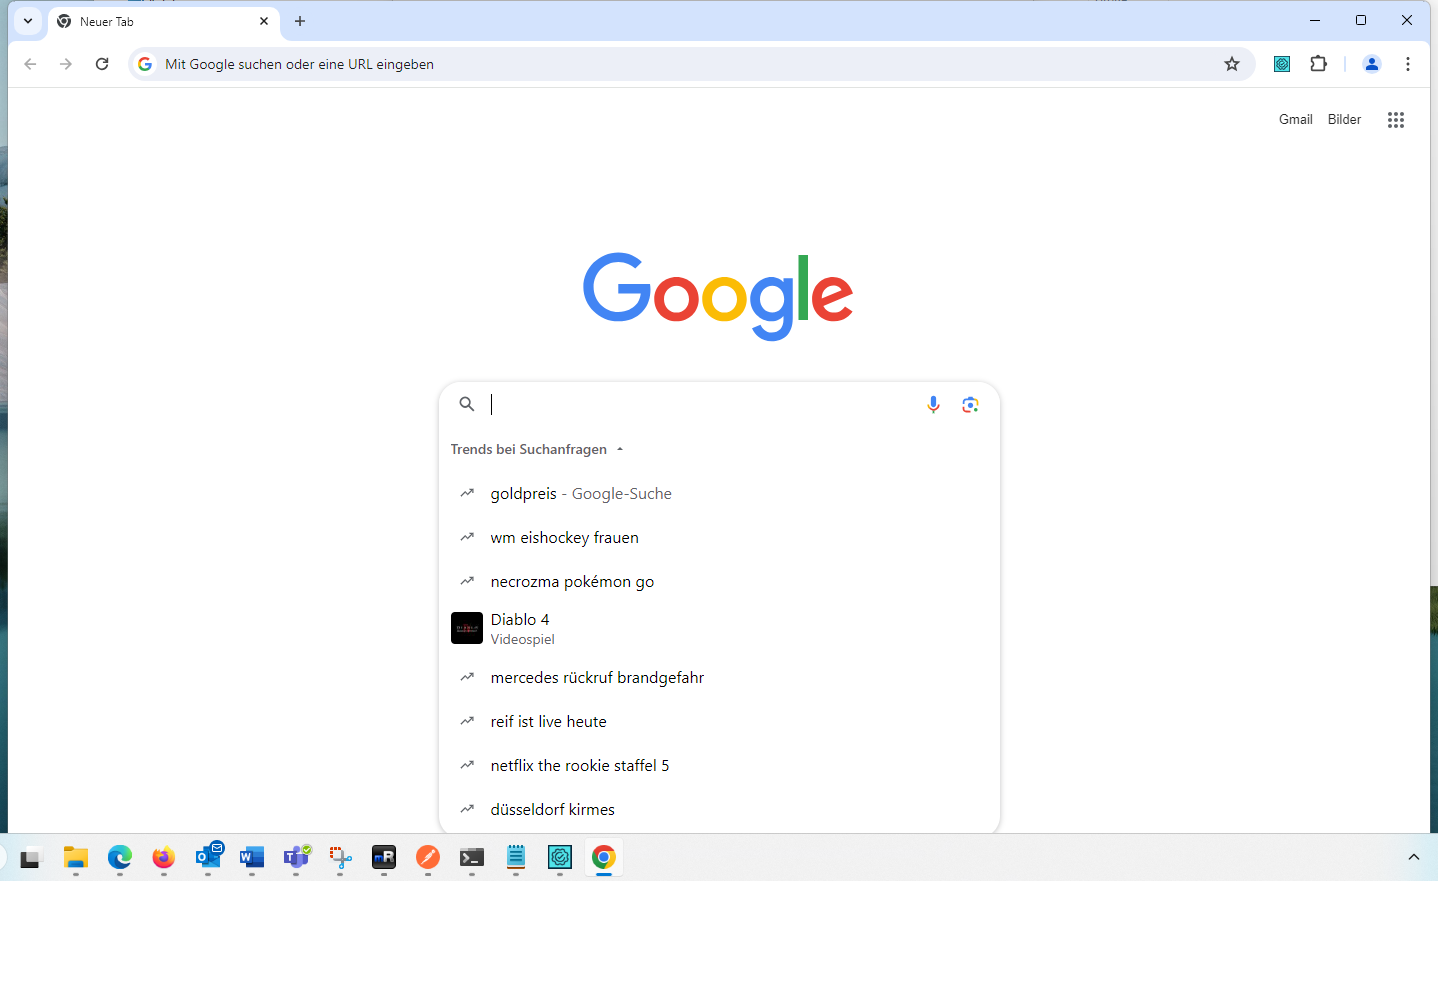 Neuer Tab
Mit Google suchen oder eine URL eingeben
Gmail Bilder
Google
Trends bei Suchanfragen
goldpreis - Google-Suche
wm eishockey frauen
necrozma pokémon go
Diablo 4
Videospiel
mercedes rückruf brandgefahr
reif ist live heute
netflix the rookie staffel 5
düsseldorf kirmes